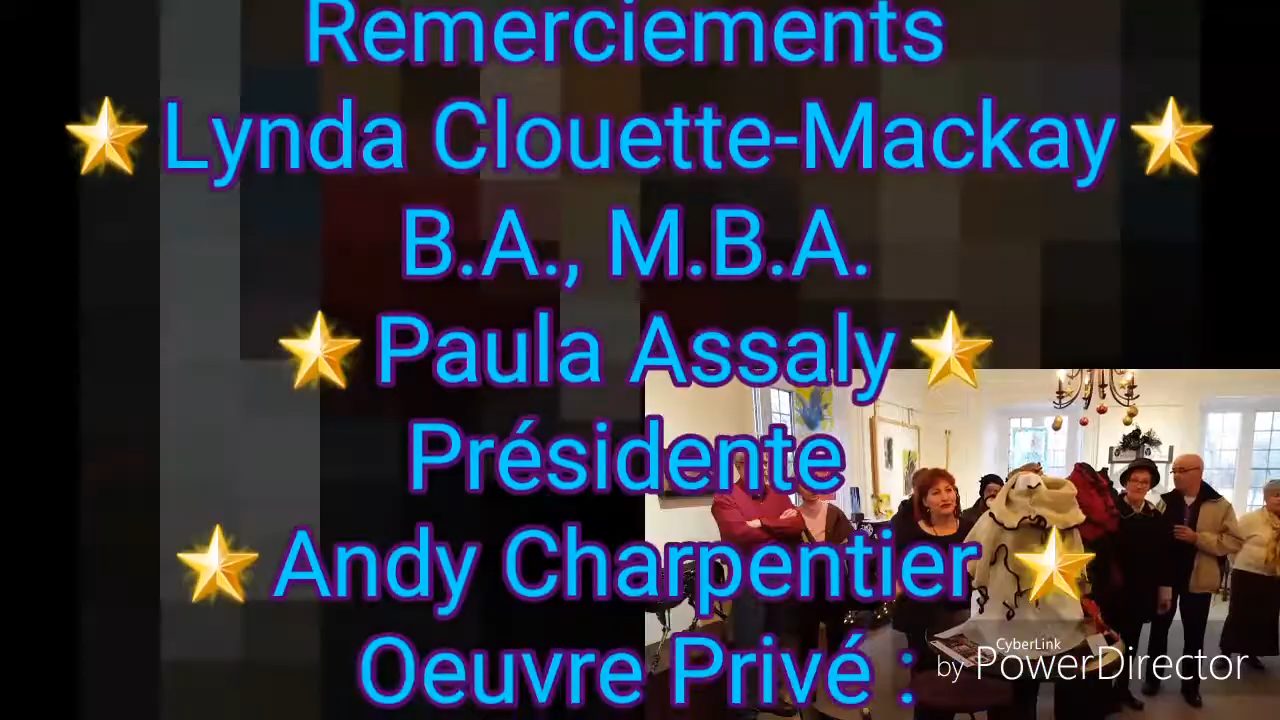 Remerciements
Lynda Clouette-Mackay
B.A., M.B.A.
Paula Assaly
Présidente
Andy Charpentier
Oeuvre Privé :
CyberLink
by PowerDirector